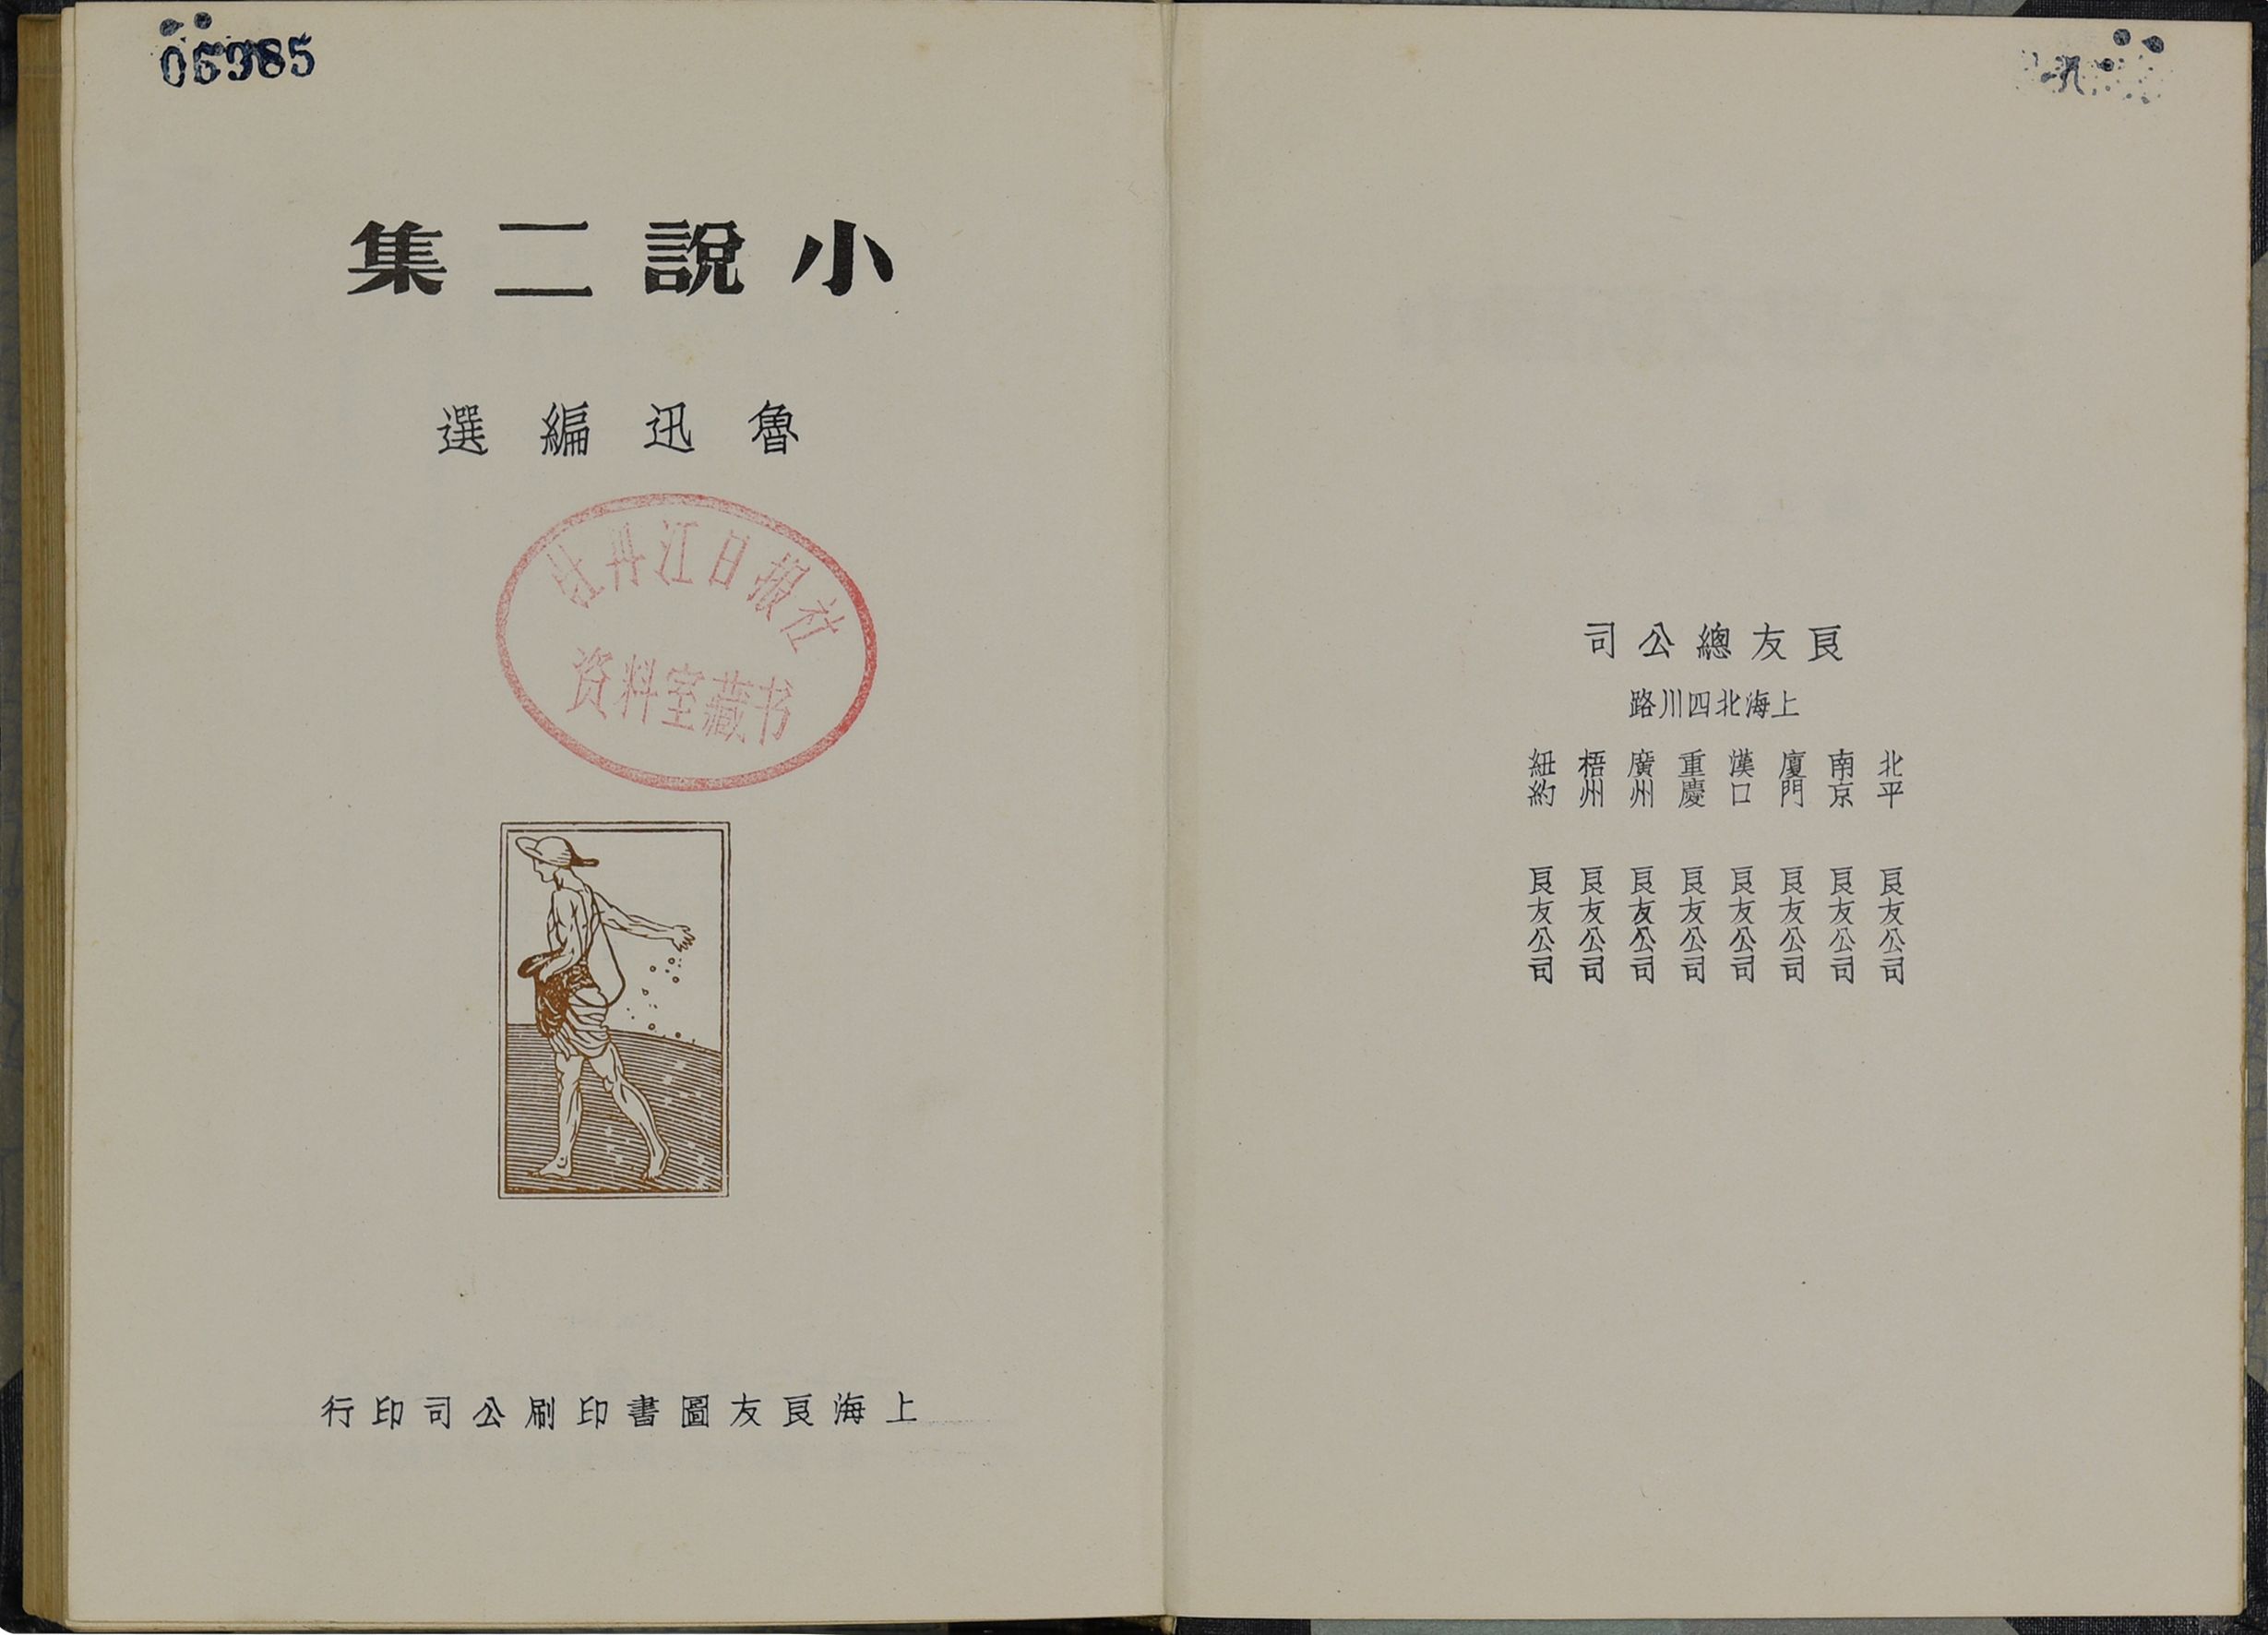 良友總公司
上海北四川路
北平 良友公司
南京 良友公司
廈門 良友公司
漢口 良友公司
重慶 良友公司
廣州 良友公司
梧州 良友公司
紐約 良友公司
小說二集
魯迅編選
牡丹江日报社
资料室藏书
上海良友圖書印刷公司印行